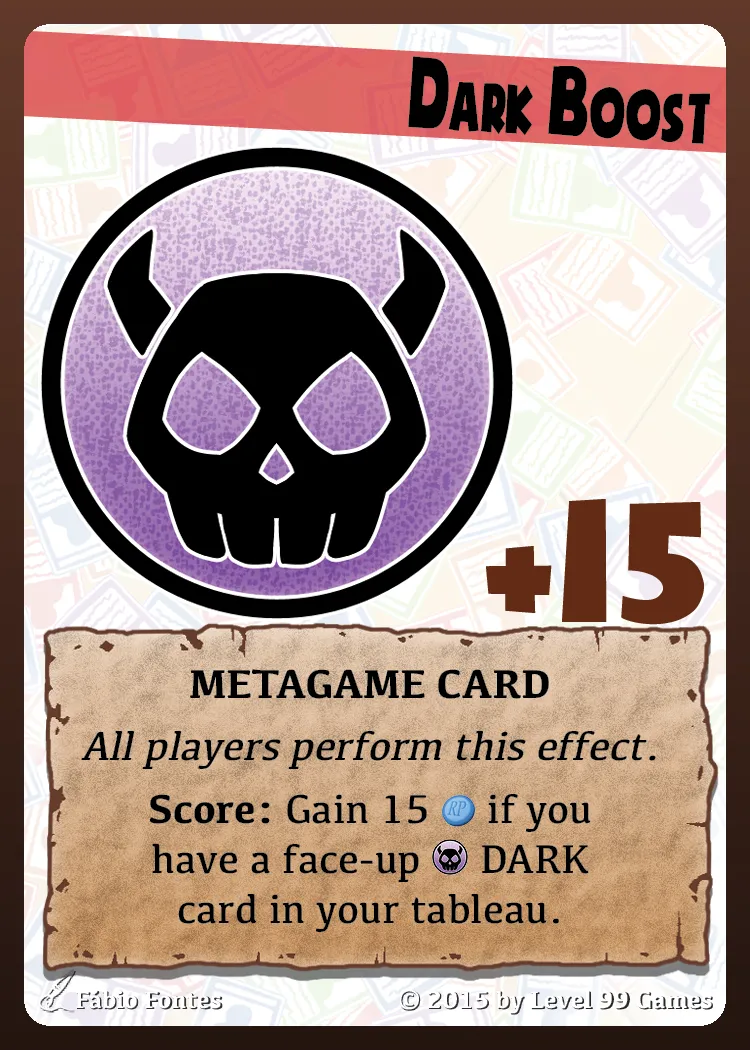 Dark Boost
+15
METAGAME CARD
All players perform this effect.
Score: Gain 15 RP if you
have a face-up DARK
card in your tableau.
Fábio Fontes
© 2015 by Level 99 Games